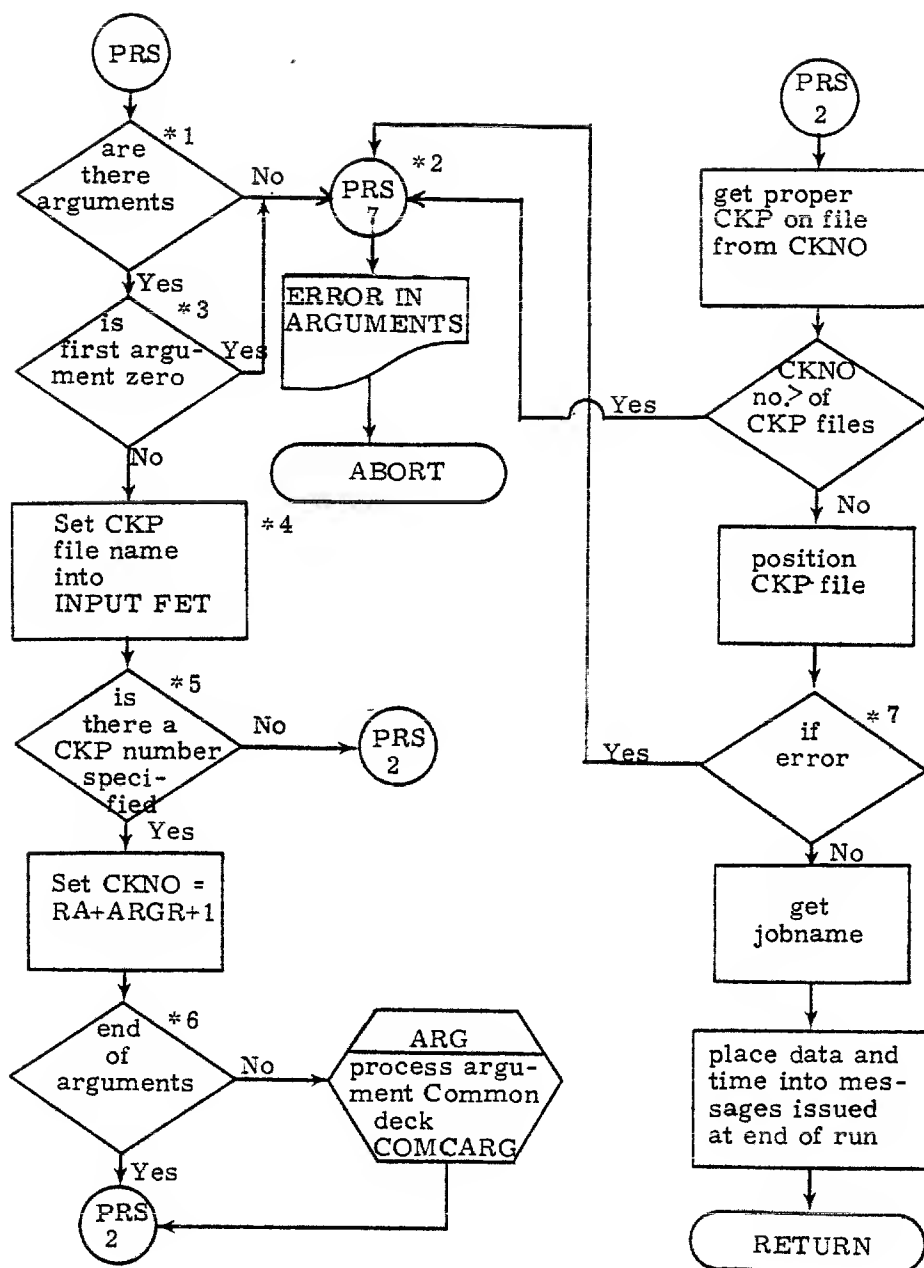 PRS
*1
are
there
arguments
No
Yes
*2
PRS
7
ERROR IN
ARGUMENTS
ABORT
*3
is
first argu-
ment zero
Yes
No
*4
Set CKP
file name
into
INPUT FET
*5
is
there a
CKP number
speci-
fied
No
PRS
2
Yes
Set CKNO =
RA+ARGR+1
*6
end
of
arguments
No
ARG
process argu-
ment Common
deck
COMCARG
Yes
PRS
2
PRS
2
get proper
CKP on file
from CKNO
CKNO
no.> of
CKP files
Yes
No
position
CKP file
*7
if
error
Yes
No
get
jobname
place data and
time into mes-
sages issued
at end of run
RETURN